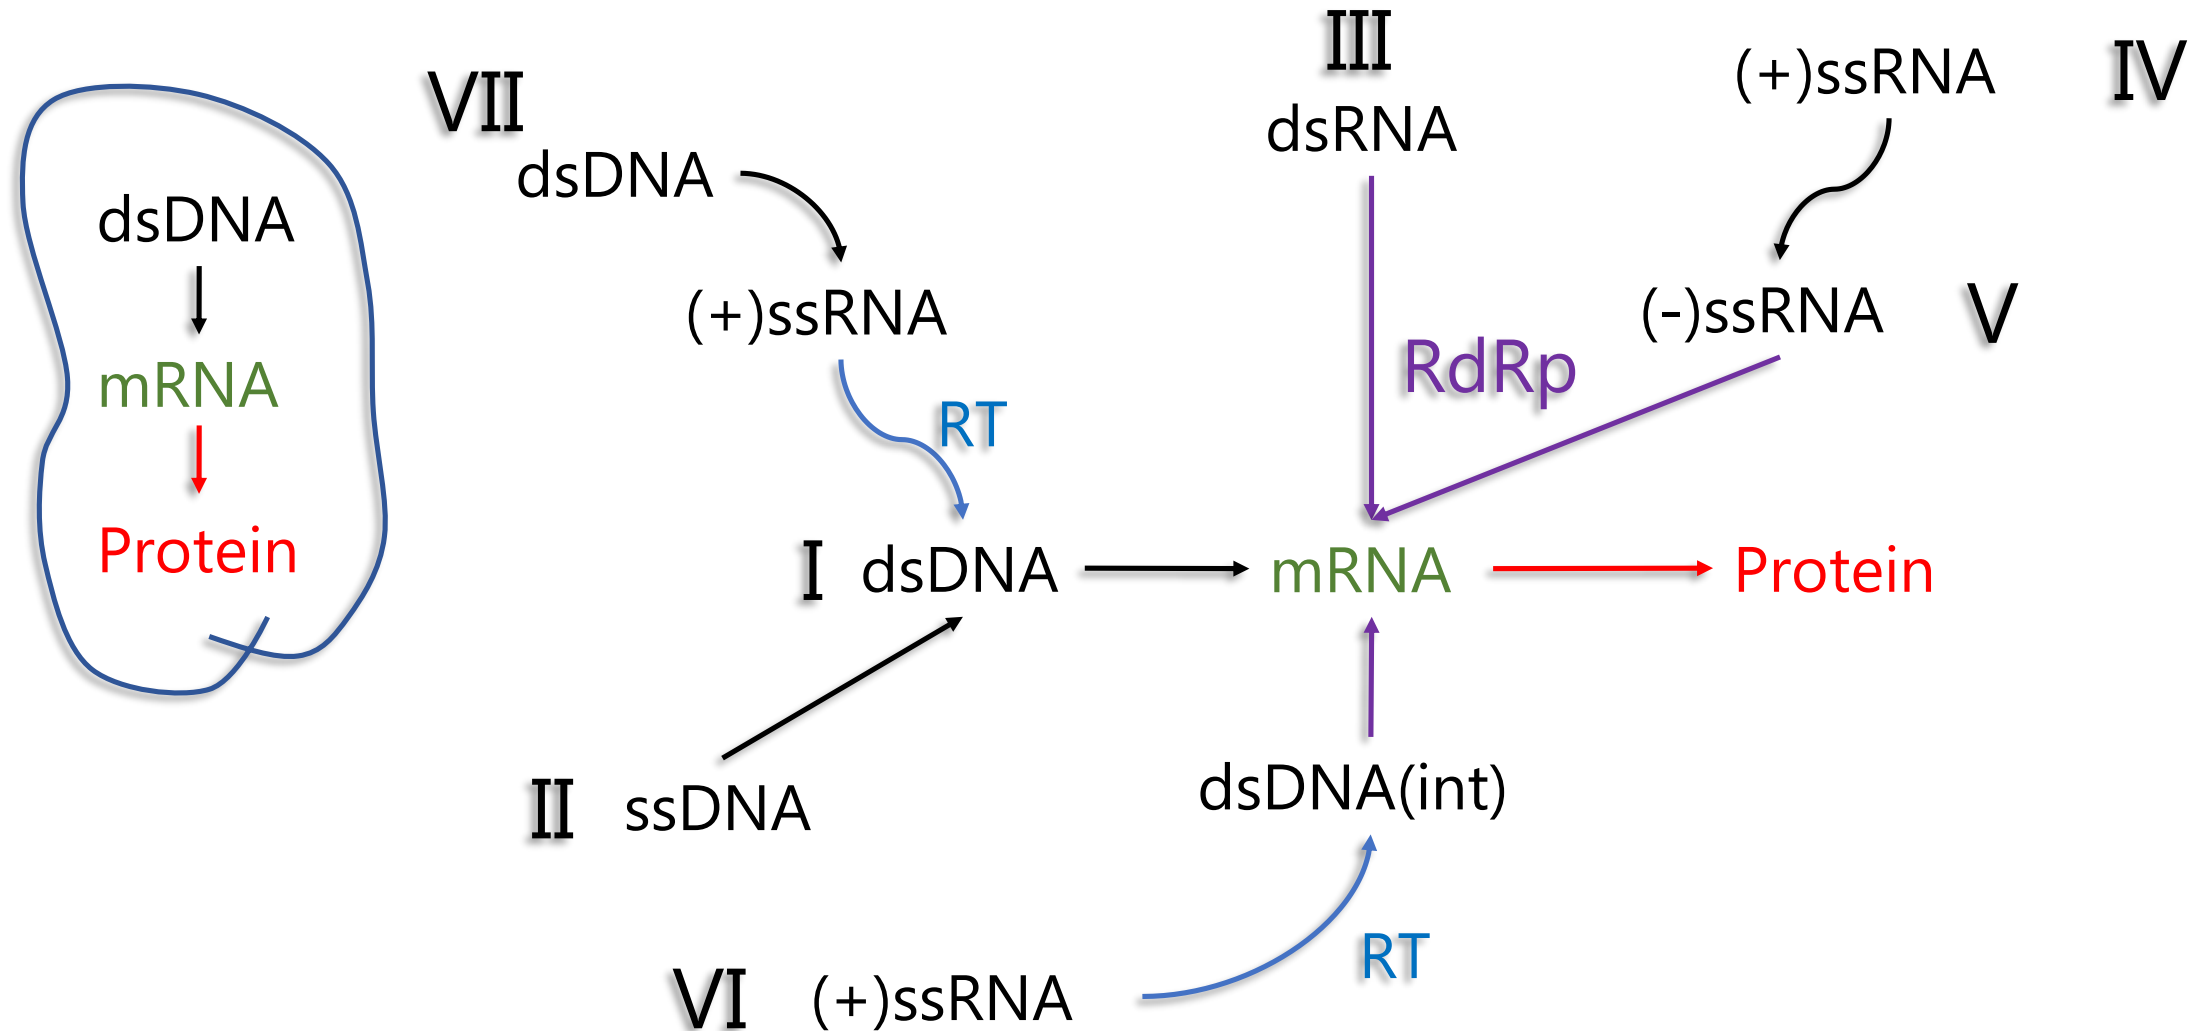 III
(+)ssRNA IV
VII
dsRNA
dsDNA
dsDNA
(+)ssRNA
(-)ssRNA V
mRNA
RdRp
RT
Protein
I dsDNA
mRNA
Protein
II ssDNA
dsDNA(int)
RT
VI (+)ssRNA